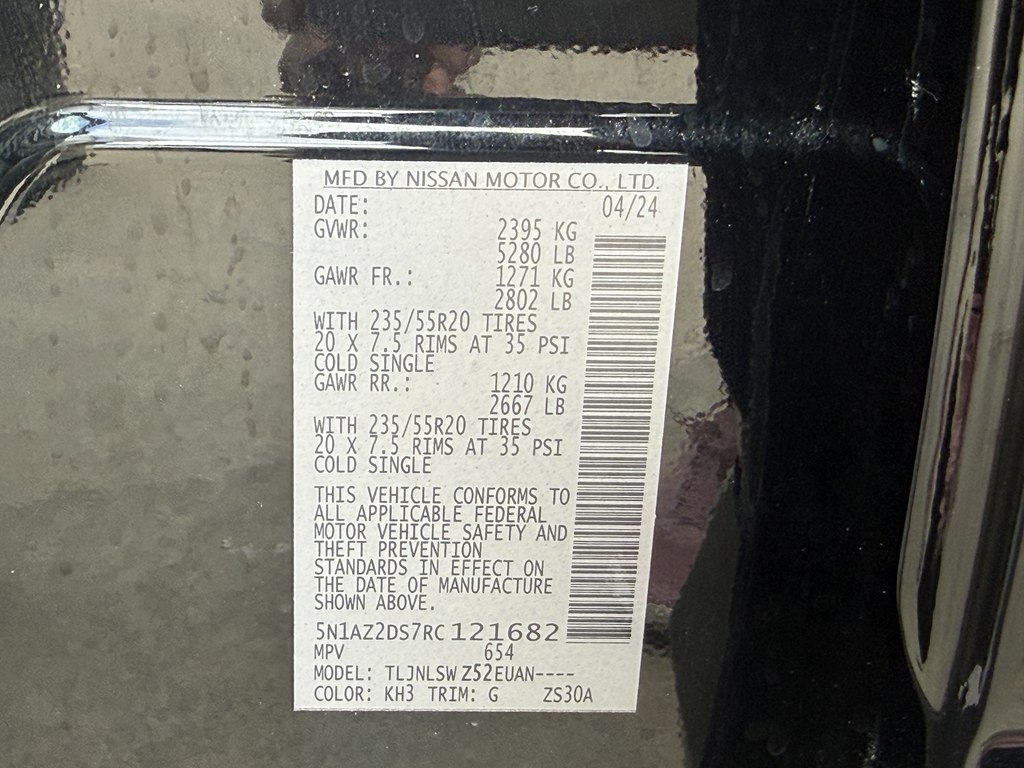 MFD BY NISSAN MOTOR CO., LTD.
DATE: 04/24
GVWR: 2395 KG
5280 LB
GAWR FR.: 1271 KG
2802 LB
WITH 235/55R20 TIRES
20 X 7.5 RIMS AT 35 PSI
COLD SINGLE
GAWR RR.: 1210 KG
2667 LB
WITH 235/55R20 TIRES
20 X 7.5 RIMS AT 35 PSI
COLD SINGLE
THIS VEHICLE CONFORMS TO
ALL APPLICABLE FEDERAL
MOTOR VEHICLE SAFETY AND
THEFT PREVENTION
STANDARDS IN EFFECT ON
THE DATE OF MANUFACTURE
SHOWN ABOVE.
5N1AZ2DS7RC121682
MPV 654
MODEL: TLJNLSWZ52EUAN----
COLOR: KH3 TRIM: G ZS30A